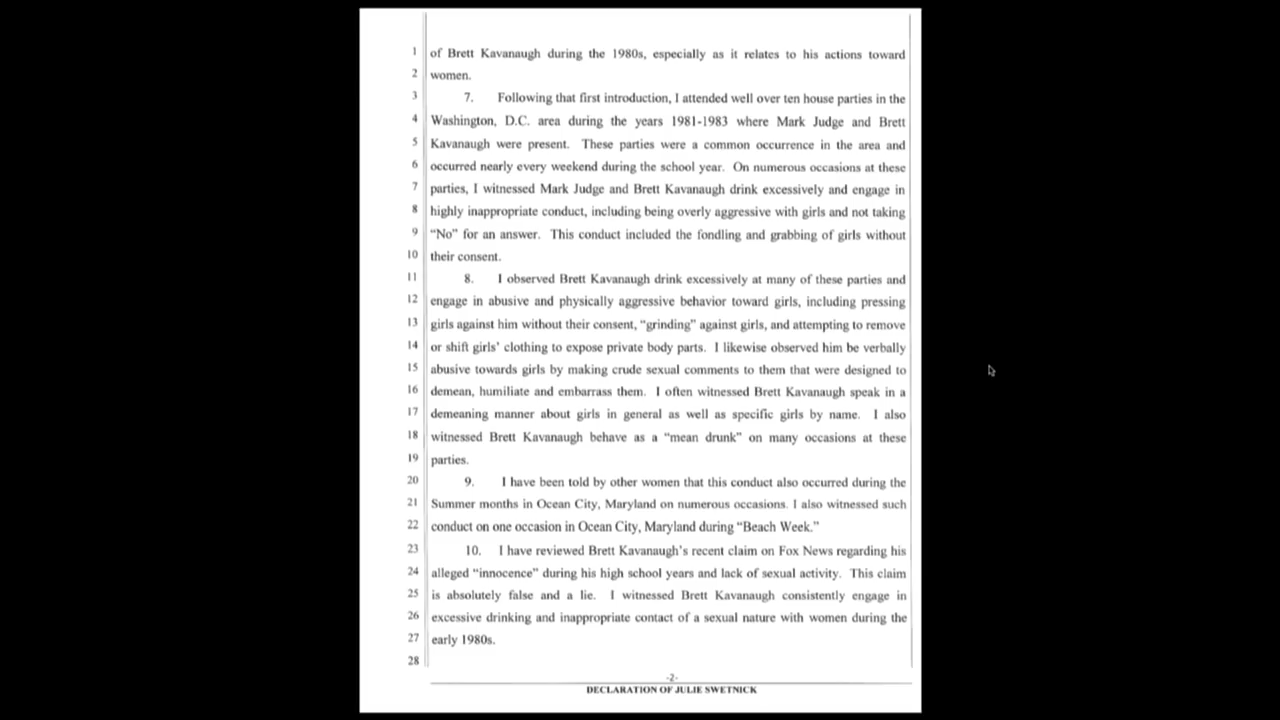 1 of Brett Kavanaugh during the 1980s, especially as it relates to his actions toward
2 women.
3 7. Following that first introduction, I attended well over ten house parties in the
4 Washington, D.C. area during the years 1981-1983 where Mark Judge and Brett
5 Kavanaugh were present. These parties were a common occurrence in the area and
6 occurred nearly every weekend during the school year. On numerous occasions at these
7 parties, I witnessed Mark Judge and Brett Kavanaugh drink excessively and engage in
8 highly inappropriate conduct, including being overly aggressive with girls and not taking
9 “No” for an answer. This conduct included the fondling and grabbing of girls without
10 their consent.
11 8. I observed Brett Kavanaugh drink excessively at many of these parties and
12 engage in abusive and physically aggressive behavior toward girls, including pressing
13 girls against him without their consent, “grinding” against girls, and attempting to remove
14 or shift girls’ clothing to expose private body parts. I likewise observed him be verbally
15 abusive towards girls by making crude sexual comments to them that were designed to
16 demean, humiliate and embarrass them. I often witnessed Brett Kavanaugh speak in a
17 demeaning manner about girls in general as well as specific girls by name. I also
18 witnessed Brett Kavanaugh behave as a “mean drunk” on many occasions at these
19 parties.
20 9. I have been told by other women that this conduct also occurred during the
21 Summer months in Ocean City, Maryland on numerous occasions. I also witnessed such
22 conduct on one occasion in Ocean City, Maryland during “Beach Week.”
23 10. I have reviewed Brett Kavanaugh’s recent claim on Fox News regarding his
24 alleged “innocence” during his high school years and lack of sexual activity. This claim
25 is absolutely false and a lie. I witnessed Brett Kavanaugh consistently engage in
26 excessive drinking and inappropriate contact of a sexual nature with women during the
27 early 1980s.
28
-2-
DECLARATION OF JULIE SWETNICK